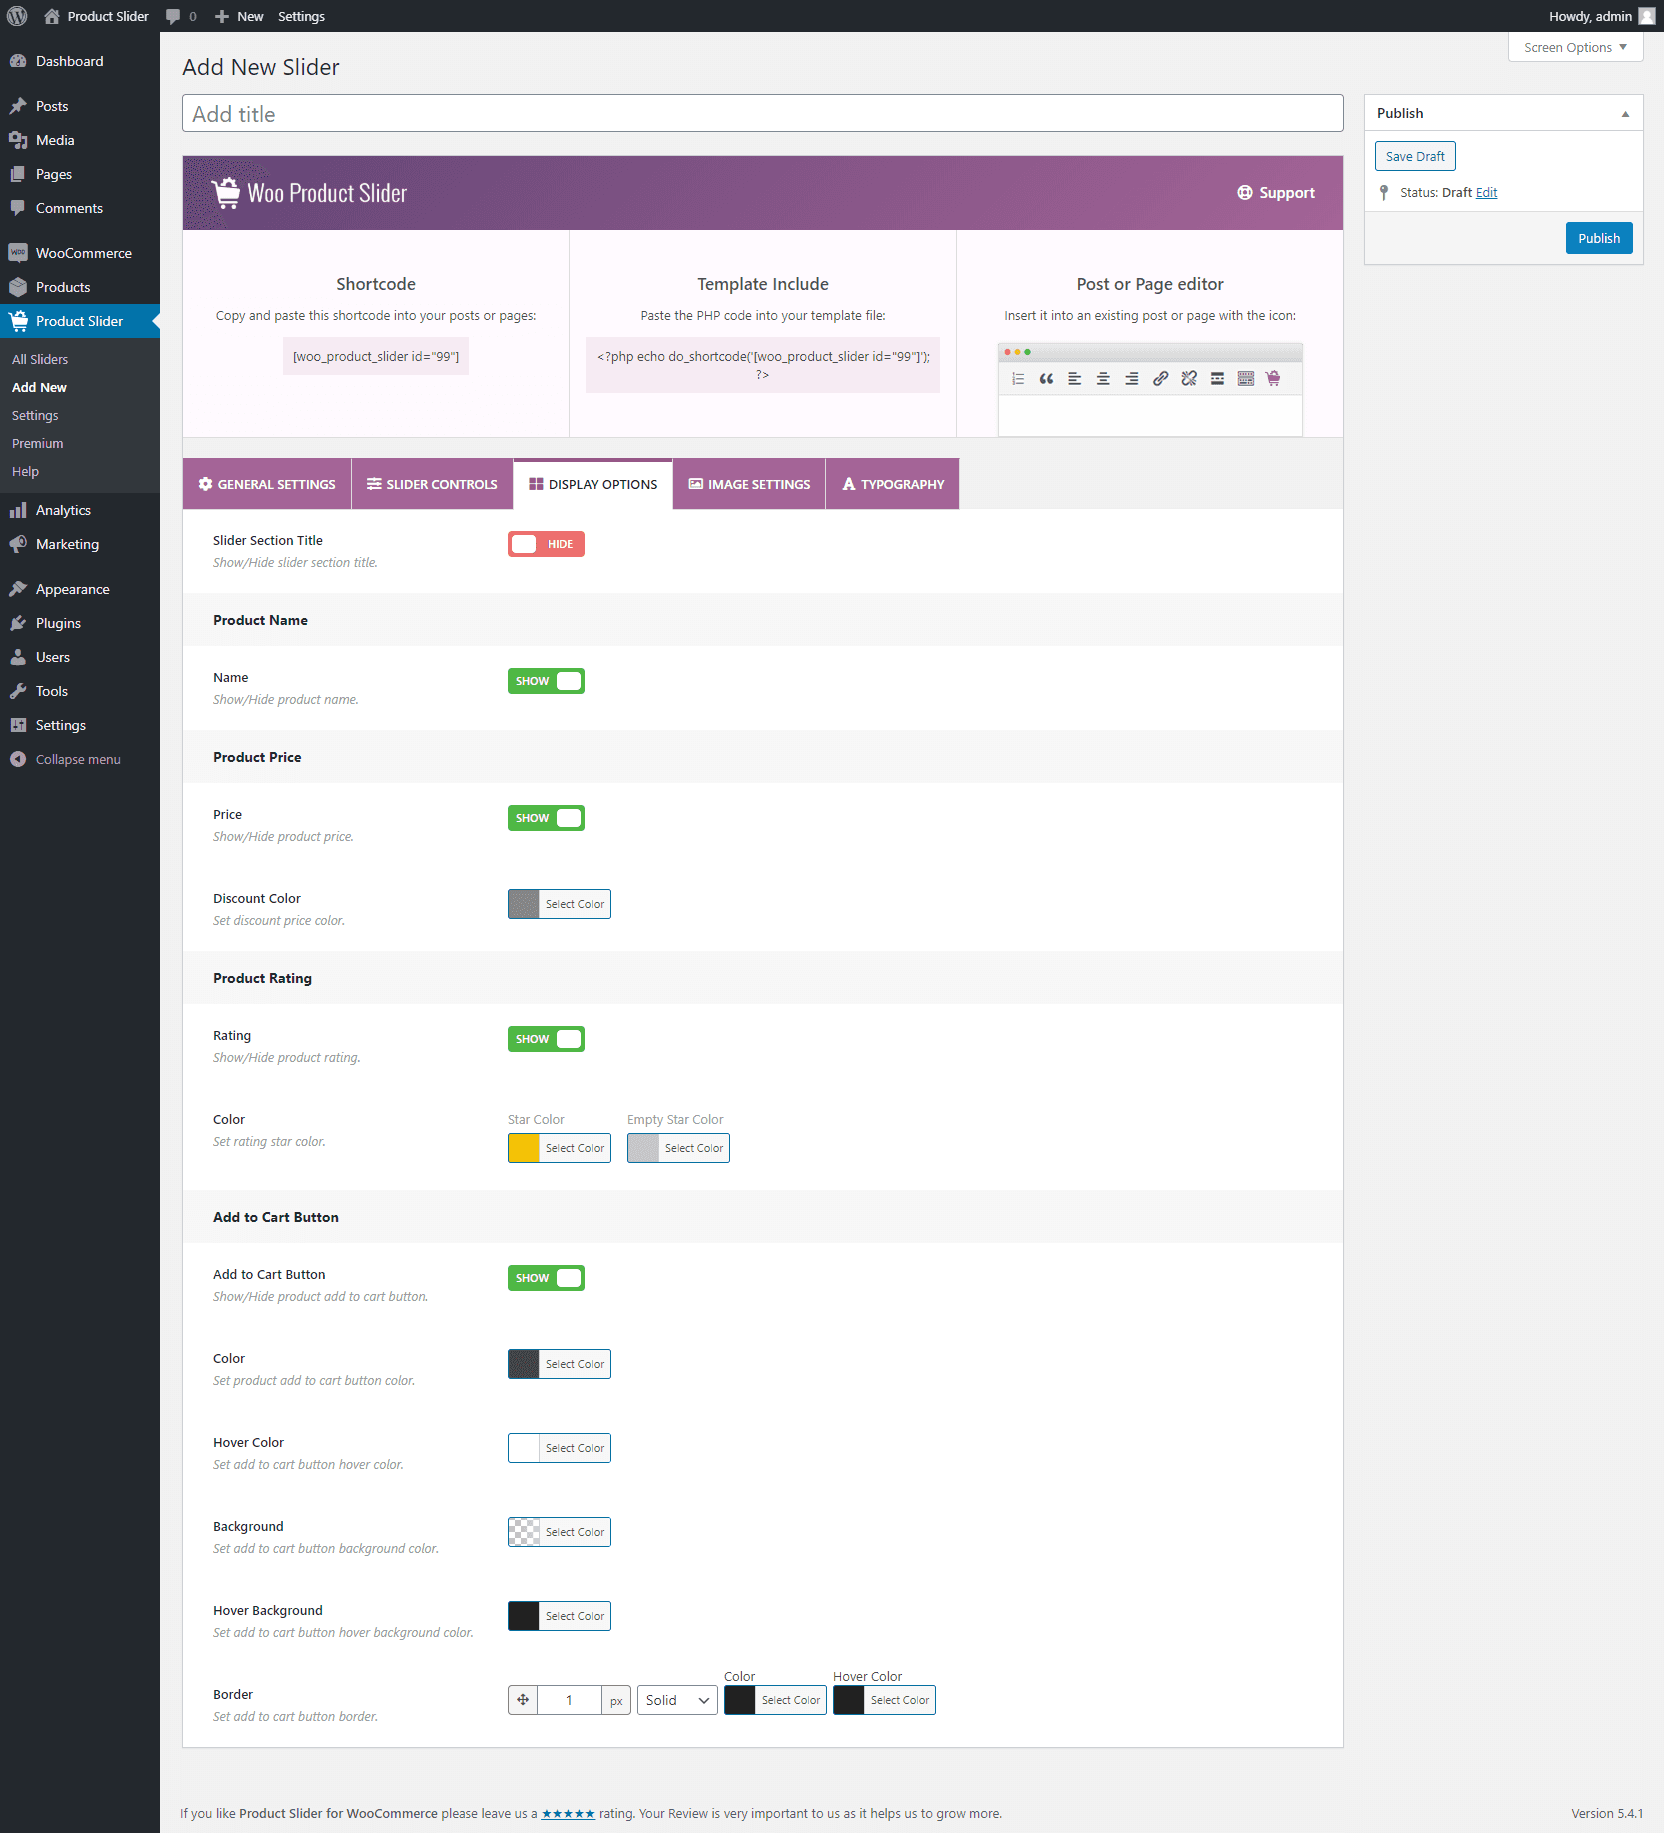 Product Slider
0
New
Settings
Howdy, admin
Screen Options
Dashboard
Posts
Media
Pages
Comments
WooCommerce
Products
Product Slider
All Sliders
Add New
Settings
Premium
Help
Analytics
Marketing
Appearance
Plugins
Users
Tools
Settings
Collapse menu
Add New Slider
Add title
Publish
Save Draft
Status: Draft Edit
Publish
Woo Product Slider
Support
Shortcode
Copy and paste this shortcode into your posts or pages:
[woo_product_slider id="99"]
Template Include
Paste the PHP code into your template file:
<?php echo do_shortcode('[woo_product_slider id="99"]');
?>
Post or Page editor
Insert it into an existing post or page with the icon:
GENERAL SETTINGS
SLIDER CONTROLS
DISPLAY OPTIONS
IMAGE SETTINGS
TYPOGRAPHY
Slider Section Title
Show/Hide slider section title.
HIDE
Product Name
Name
Show/Hide product name.
SHOW
Product Price
Price
Show/Hide product price.
SHOW
Discount Color
Set discount price color.
Select Color
Product Rating
Rating
Show/Hide product rating.
SHOW
Color
Set rating star color.
Star Color
Select Color
Empty Star Color
Select Color
Add to Cart Button
Add to Cart Button
Show/Hide product add to cart button.
SHOW
Color
Set product add to cart button color.
Select Color
Hover Color
Set add to cart button hover color.
Select Color
Background
Set add to cart button background color.
Select Color
Hover Background
Set add to cart button hover background color.
Select Color
Border
Set add to cart button border.
1
px
Solid
Color
Select Color
Hover Color
Select Color
If you like Product Slider for WooCommerce please leave us a ★★★★★ rating. Your Review is very important to us as it helps us to grow more.
Version 5.4.1